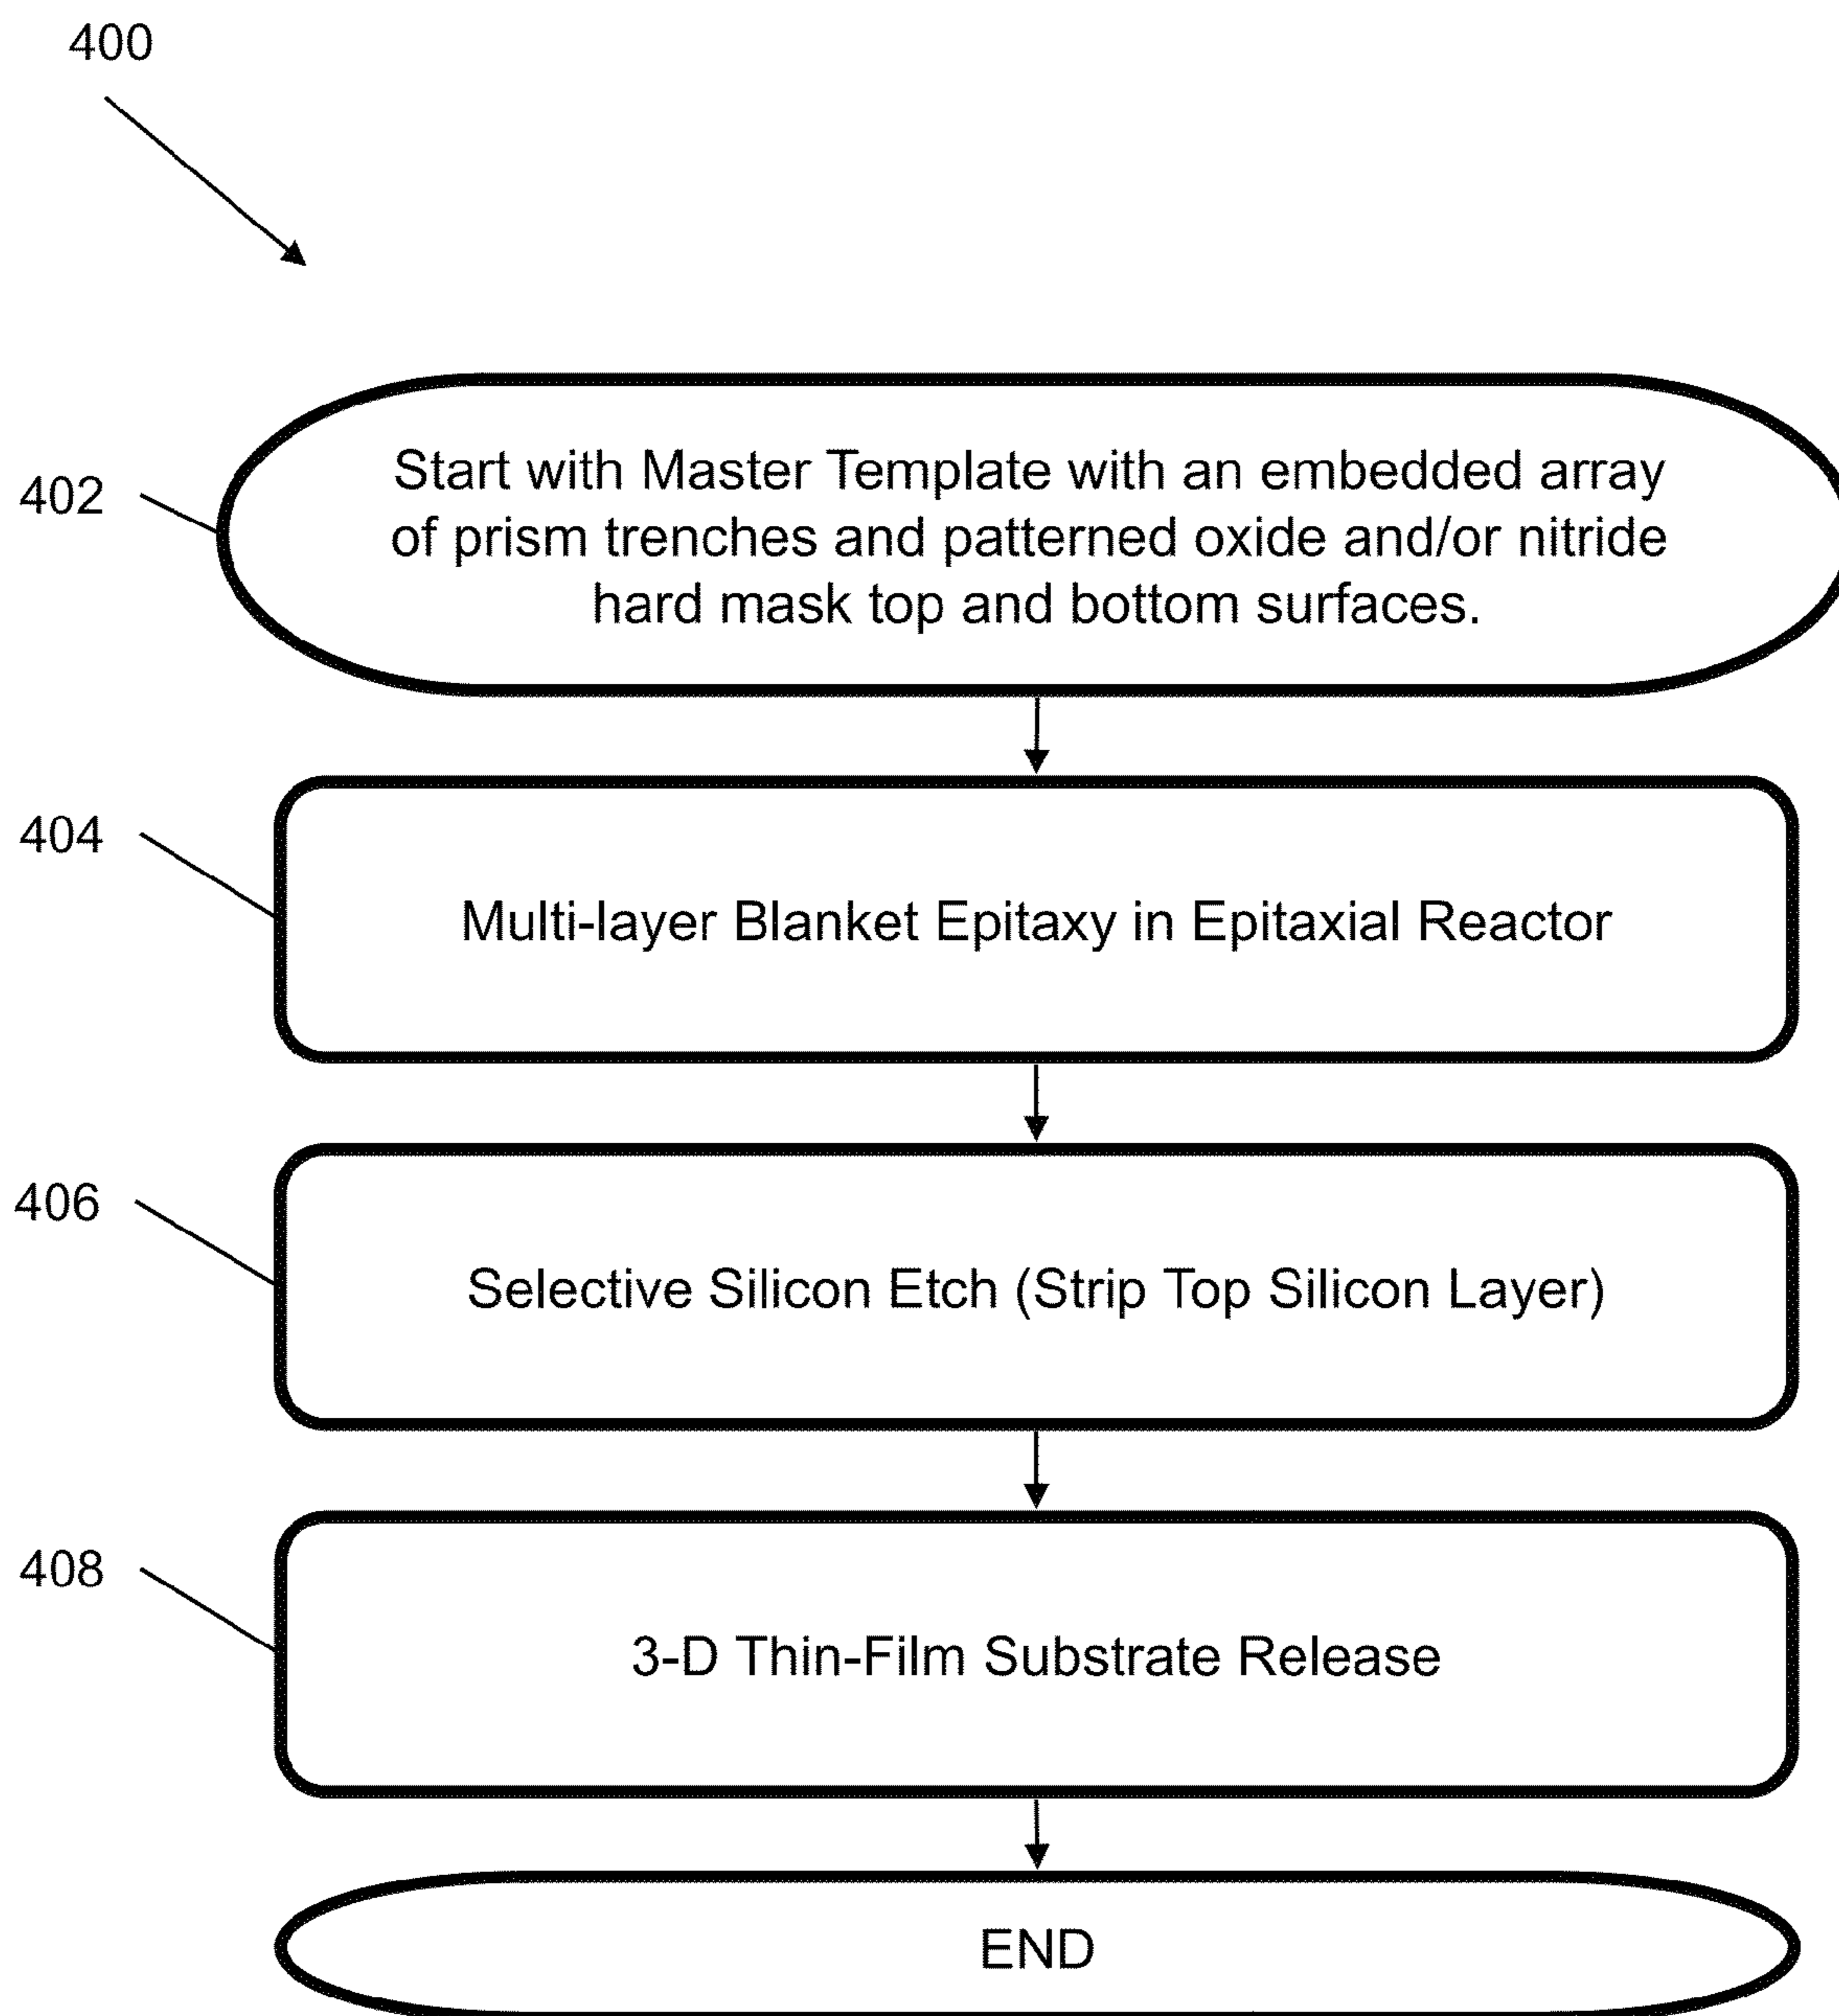 400
402
Start with Master Template with an embedded array
of prism trenches and patterned oxide and/or nitride
hard mask top and bottom surfaces.
404
Multi-layer Blanket Epitaxy in Epitaxial Reactor
406
Selective Silicon Etch (Strip Top Silicon Layer)
408
3-D Thin-Film Substrate Release
END